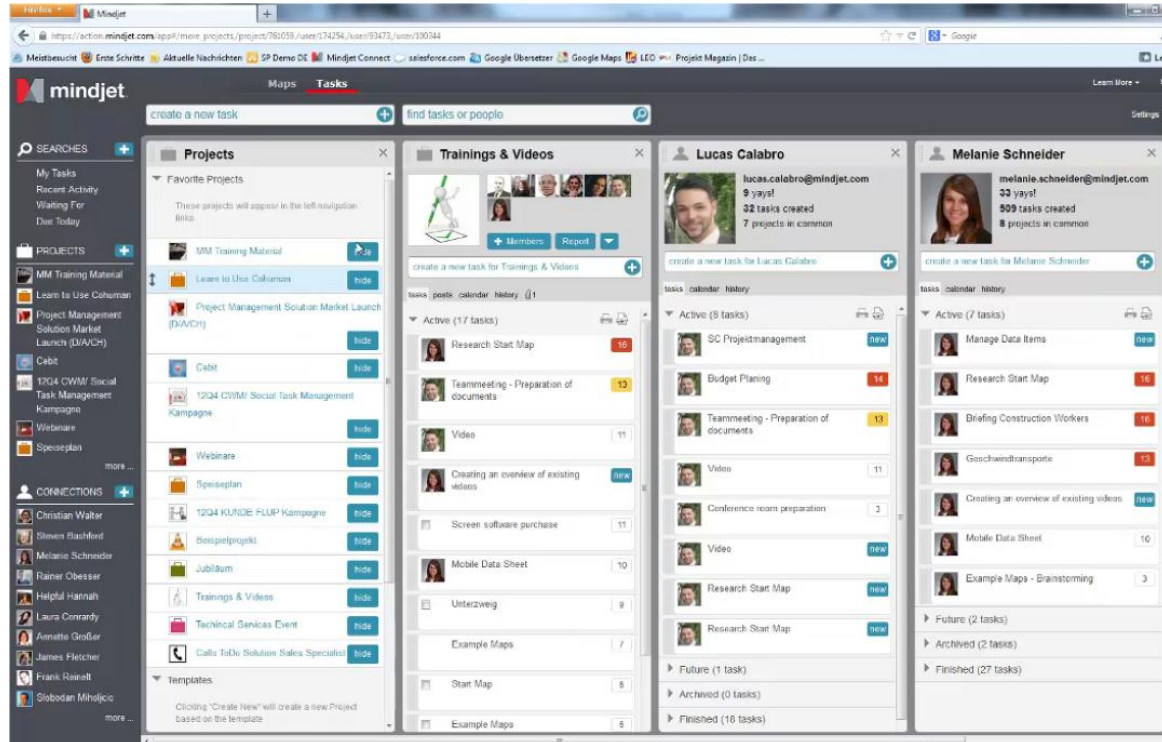 Firefox
Mindjet
https://action.mindjet.com/app#/more_projects/project/761059,/user/174254,/user/93473,/user/100344
Google
Meistbesucht
Erste Schritte
Aktuelle Nachrichten
SP Demo DE
Mindjet Connect
salesforce.com
Google Übersetzer
Google Maps
LEO
Projekt Magazin | Das ...
mindjet
Maps
Tasks
Learn More
create a new task
find tasks or people
Settings
SEARCHES
My Tasks
Recent Activity
Waiting For
Due Today
PROJECTS
MM Training Material
Learn to Use Cohuman
Project Management
Solution Market
Launch (D/A/CH)
Cebit
12Q4 CWM/ Social
Task Management
Kampagne
Webinare
Speiseplan
more ...
CONNECTIONS
Christian Walter
Steven Bashford
Melanie Schneider
Rainer Obesser
Helpful Hannah
Laura Conrardy
Annette Großer
James Fletcher
Frank Reinelt
Slobodan Miholjcic
more ...
Projects
Favorite Projects
These projects will appear in the left navigation
links.
MM Training Material
hide
Learn to Use Cohuman
hide
Project Management Solution Market Launch
(D/A/CH)
hide
Cebit
hide
12Q4 CWM/ Social Task Management
Kampagne
hide
Webinare
hide
Speiseplan
hide
12Q4 KUNDE FLUP Kampagne
hide
Beispielprojekt
hide
Jubiläum
hide
Trainings & Videos
hide
Techincal Services Event
hide
Calls ToDo Solution Sales Specialist
hide
Templates
Clicking "Create New" will create a new Project
based on the template
Trainings & Videos
+ Members
Report
create a new task for Trainings & Videos
tasks posts calendar history 1
Active (17 tasks)
Research Start Map 16
Teammeeting - Preparation of 13
documents
Video 11
Creating an overview of existing new
videos
Screen software purchase 11
Mobile Data Sheet 10
Unterzweig 9
Example Maps 7
Start Map 6
Example Maps 6
Lucas Calabro
lucas.calabro@mindjet.com
9 yays!
32 tasks created
7 projects in common
create a new task for Lucas Calabro
tasks calendar history
Active (8 tasks)
SC Projektmanagement new
Budget Planing 14
Teammeeting - Preparation of 13
documents
Video 11
Conference room preparation 3
Video new
Research Start Map new
Research Start Map new
Future (1 task)
Archived (0 tasks)
Finished (18 tasks)
Melanie Schneider
melanie.schneider@mindjet.com
33 yays!
509 tasks created
8 projects in common
create a new task for Melanie Schneider
tasks calendar history
Active (7 tasks)
Manage Data Items new
Research Start Map 16
Briefing Construction Workers 16
Geschwindtransporte 13
Creating an overview of existing videos new
Mobile Data Sheet 10
Example Maps - Brainstorming 3
Future (2 tasks)
Archived (2 tasks)
Finished (27 tasks)